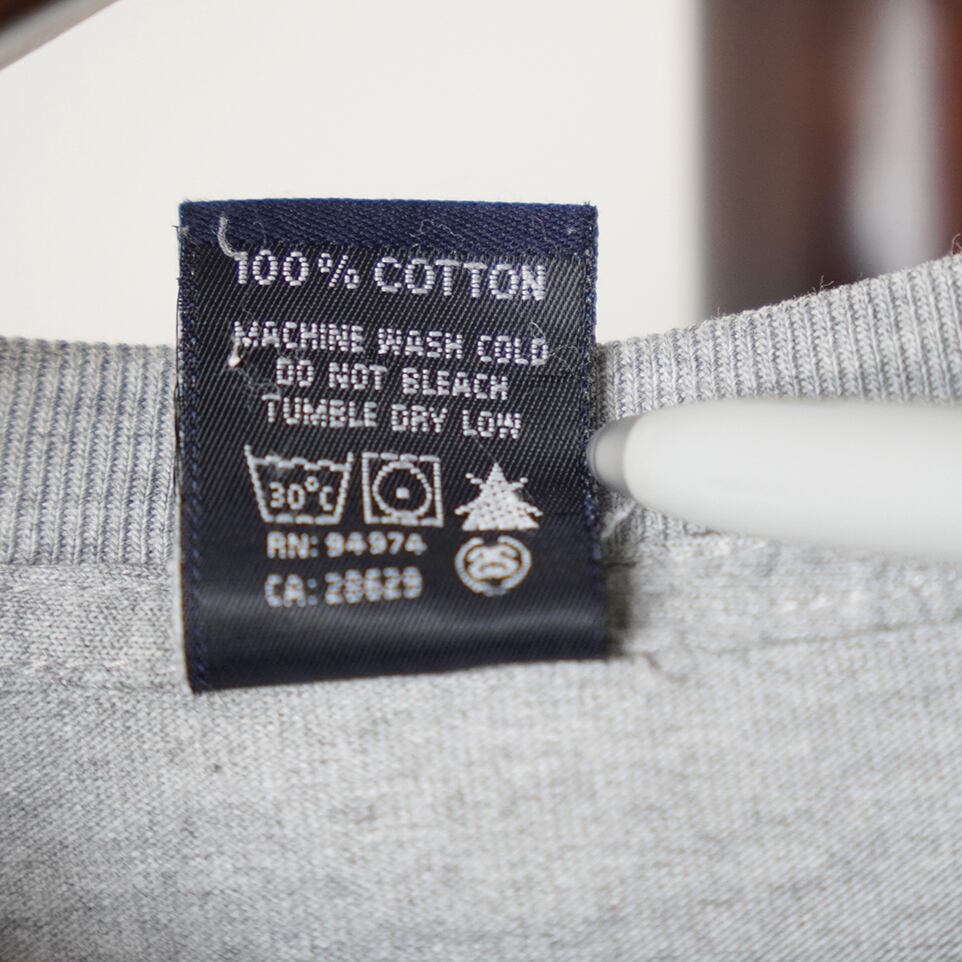 100% COTTON
MACHINE WASH COLD
DO NOT BLEACH
TUMBLE DRY LOW
30°C
RN: 94974
CA: 28629